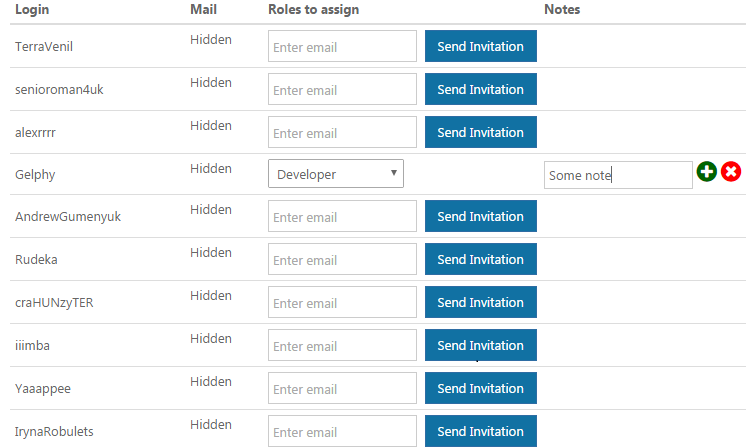 Login Mail Roles to assign Notes
TerraVenil Hidden Enter email Send Invitation
senioroman4uk Hidden Enter email Send Invitation
alexrrrr Hidden Enter email Send Invitation
Gelphy Hidden Developer Some note
AndrewGumenyuk Hidden Enter email Send Invitation
Rudeka Hidden Enter email Send Invitation
craHUNzyTER Hidden Enter email Send Invitation
iiimba Hidden Enter email Send Invitation
Yaaappee Hidden Enter email Send Invitation
IrynaRobulets Hidden Enter email Send Invitation